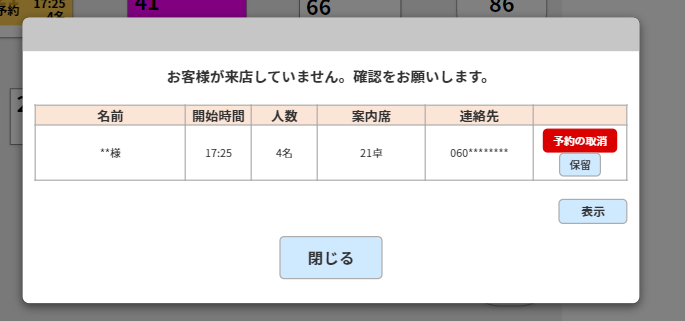 予約
17:25
4名
41
66
86
2
お客様が来店していません。確認をお願いします。
名前 開始時間 人数 案内席 連絡先
**様 17:25 4名 21卓 060********
予約の取消
保留
表示
閉じる